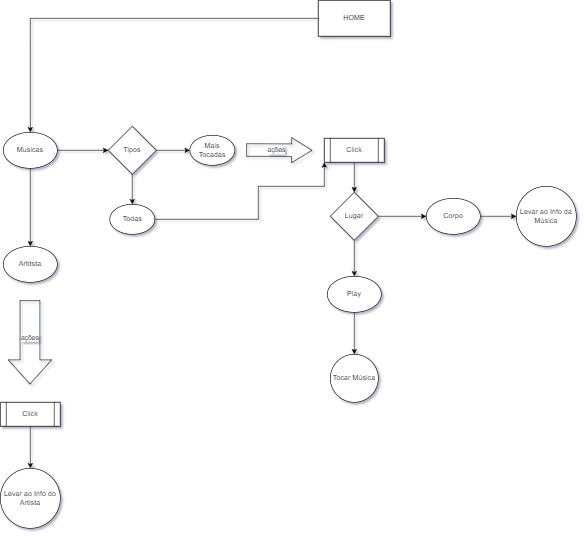 HOME
Musicas
Tipos
Mais
Tocadas
ações
Click
Todas
Lugar
Corpo
Levar ao Info da
Música
Artitsta
Play
ações
Tocar Música
Click
Levar ao Info do
Artista